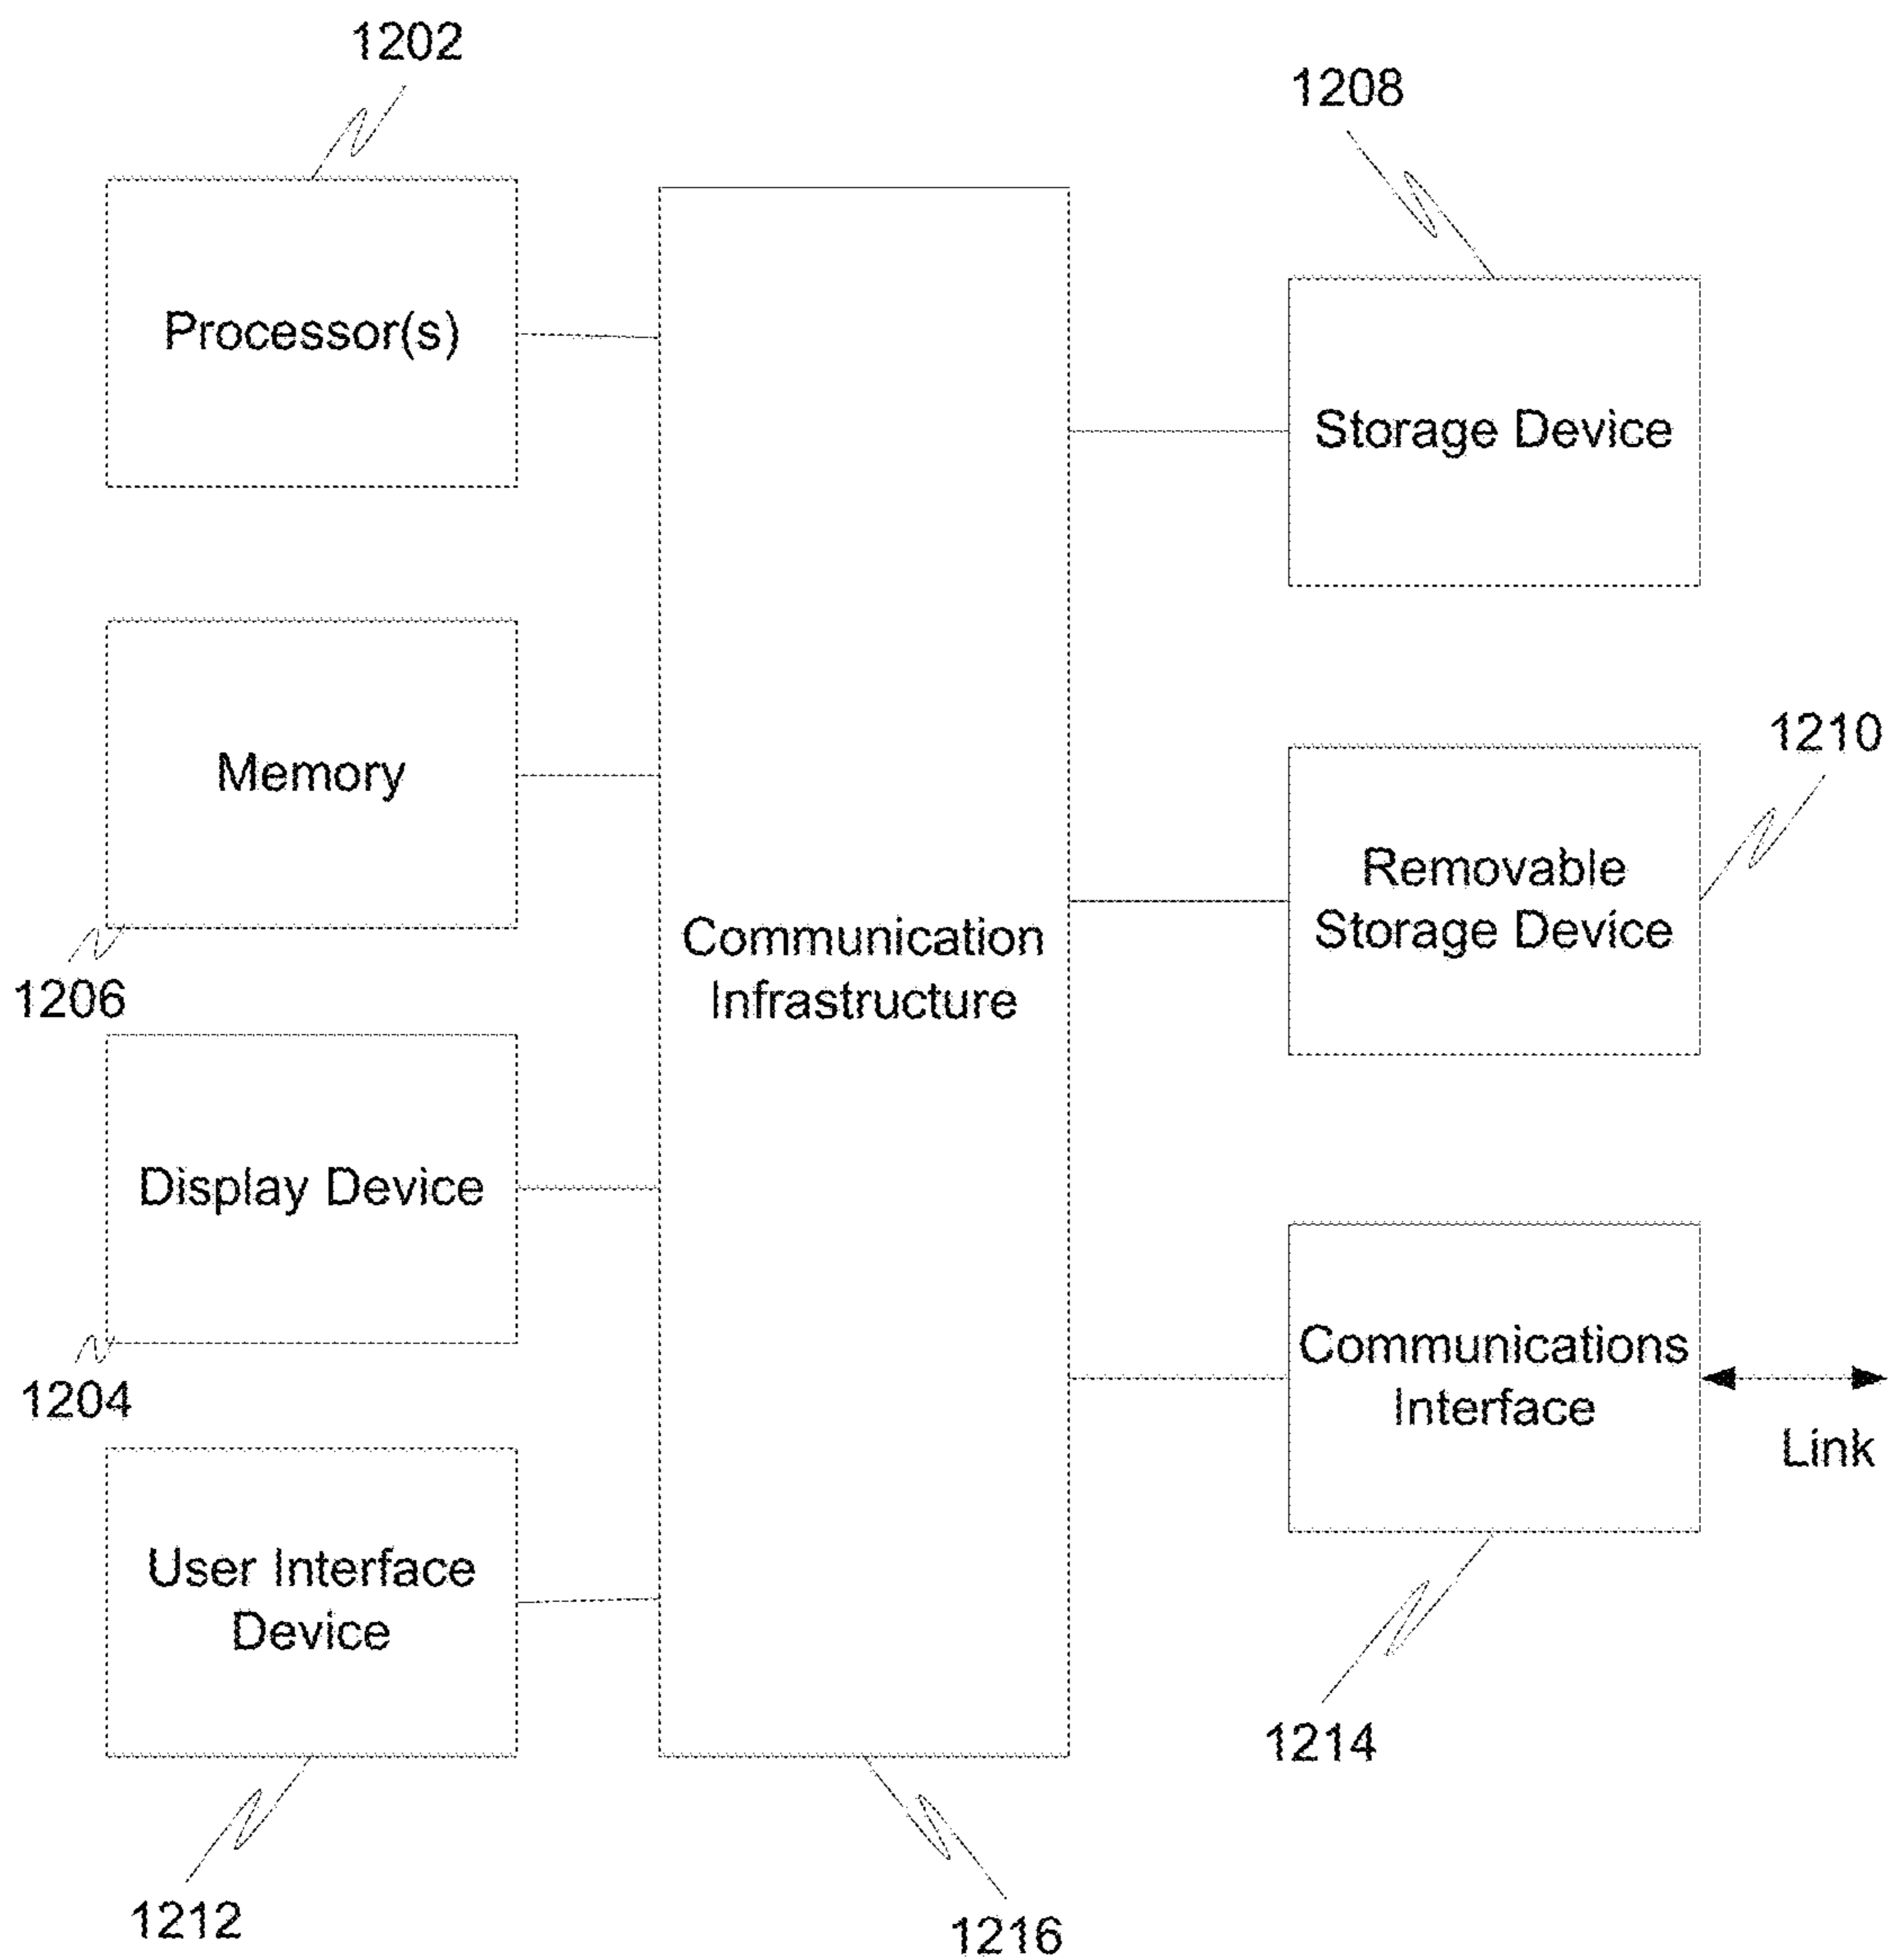 1202
1208
Processor(s)
Storage Device
Memory
1210
Removable
Storage Device
1206
Communication
Infrastructure
Display Device
1204
Communications
Interface
Link
User Interface
Device
1214
1212
1216